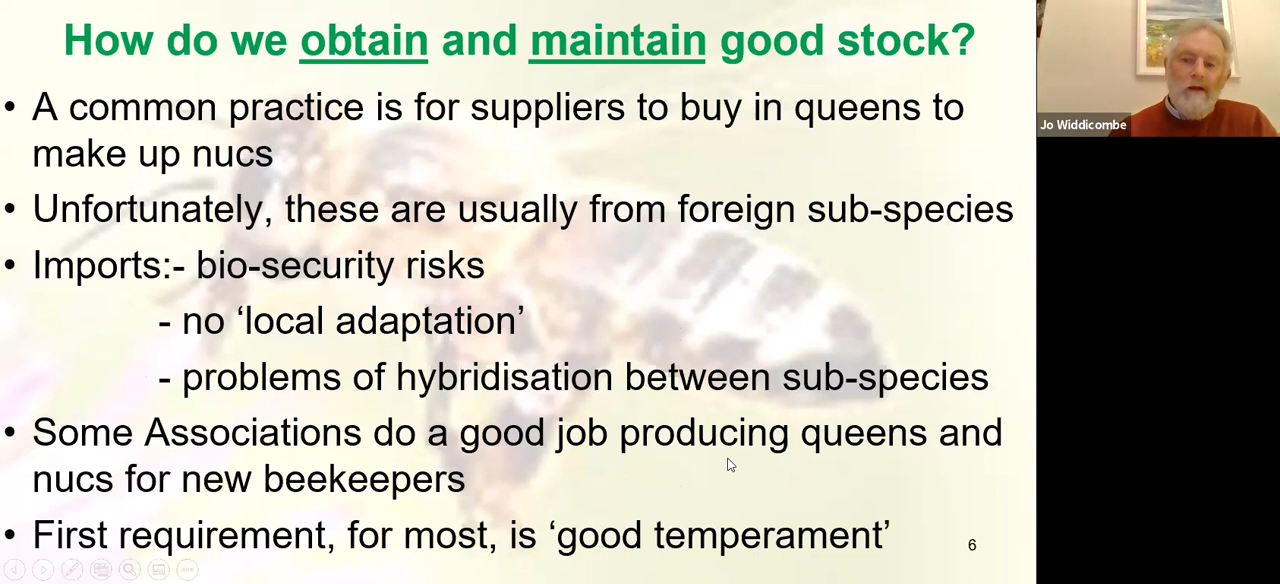 How do we obtain and maintain good stock?
• A common practice is for suppliers to buy in queens to
make up nucs
• Unfortunately, these are usually from foreign sub-species
• Imports:- bio-security risks
- no ‘local adaptation’
- problems of hybridisation between sub-species
• Some Associations do a good job producing queens and
nucs for new beekeepers
• First requirement, for most, is ‘good temperament’
6
Jo Widdicombe